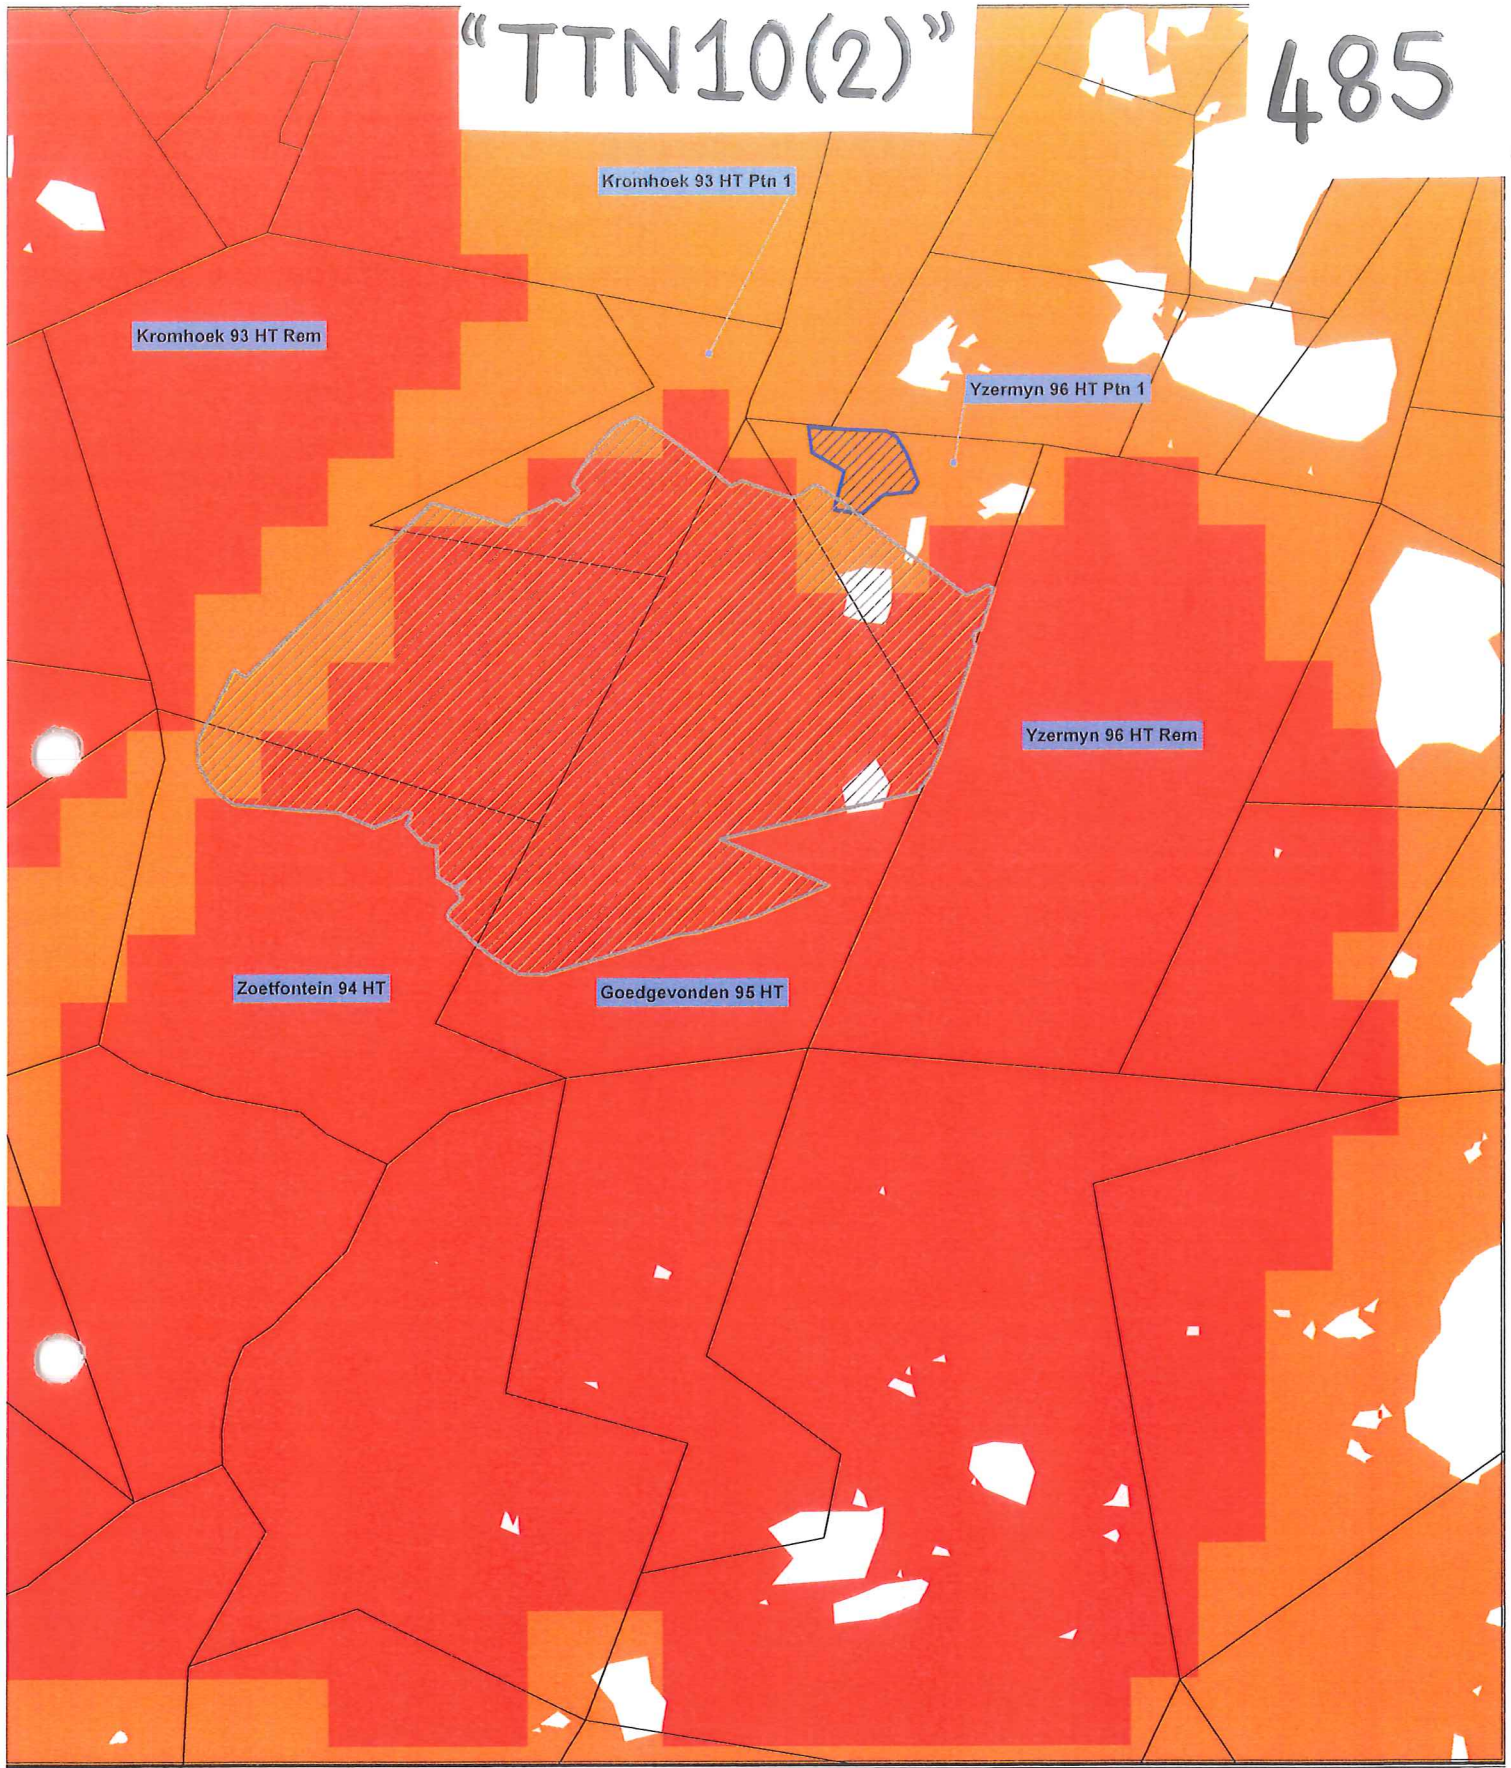 “TTN10(2)”
485
Kromhoek 93 HT Ptn 1
Kromhoek 93 HT Rem
Yzermyn 96 HT Ptn 1
Yzermyn 96 HT Rem
Zoetfontein 94 HT
Goedgevonden 95 HT